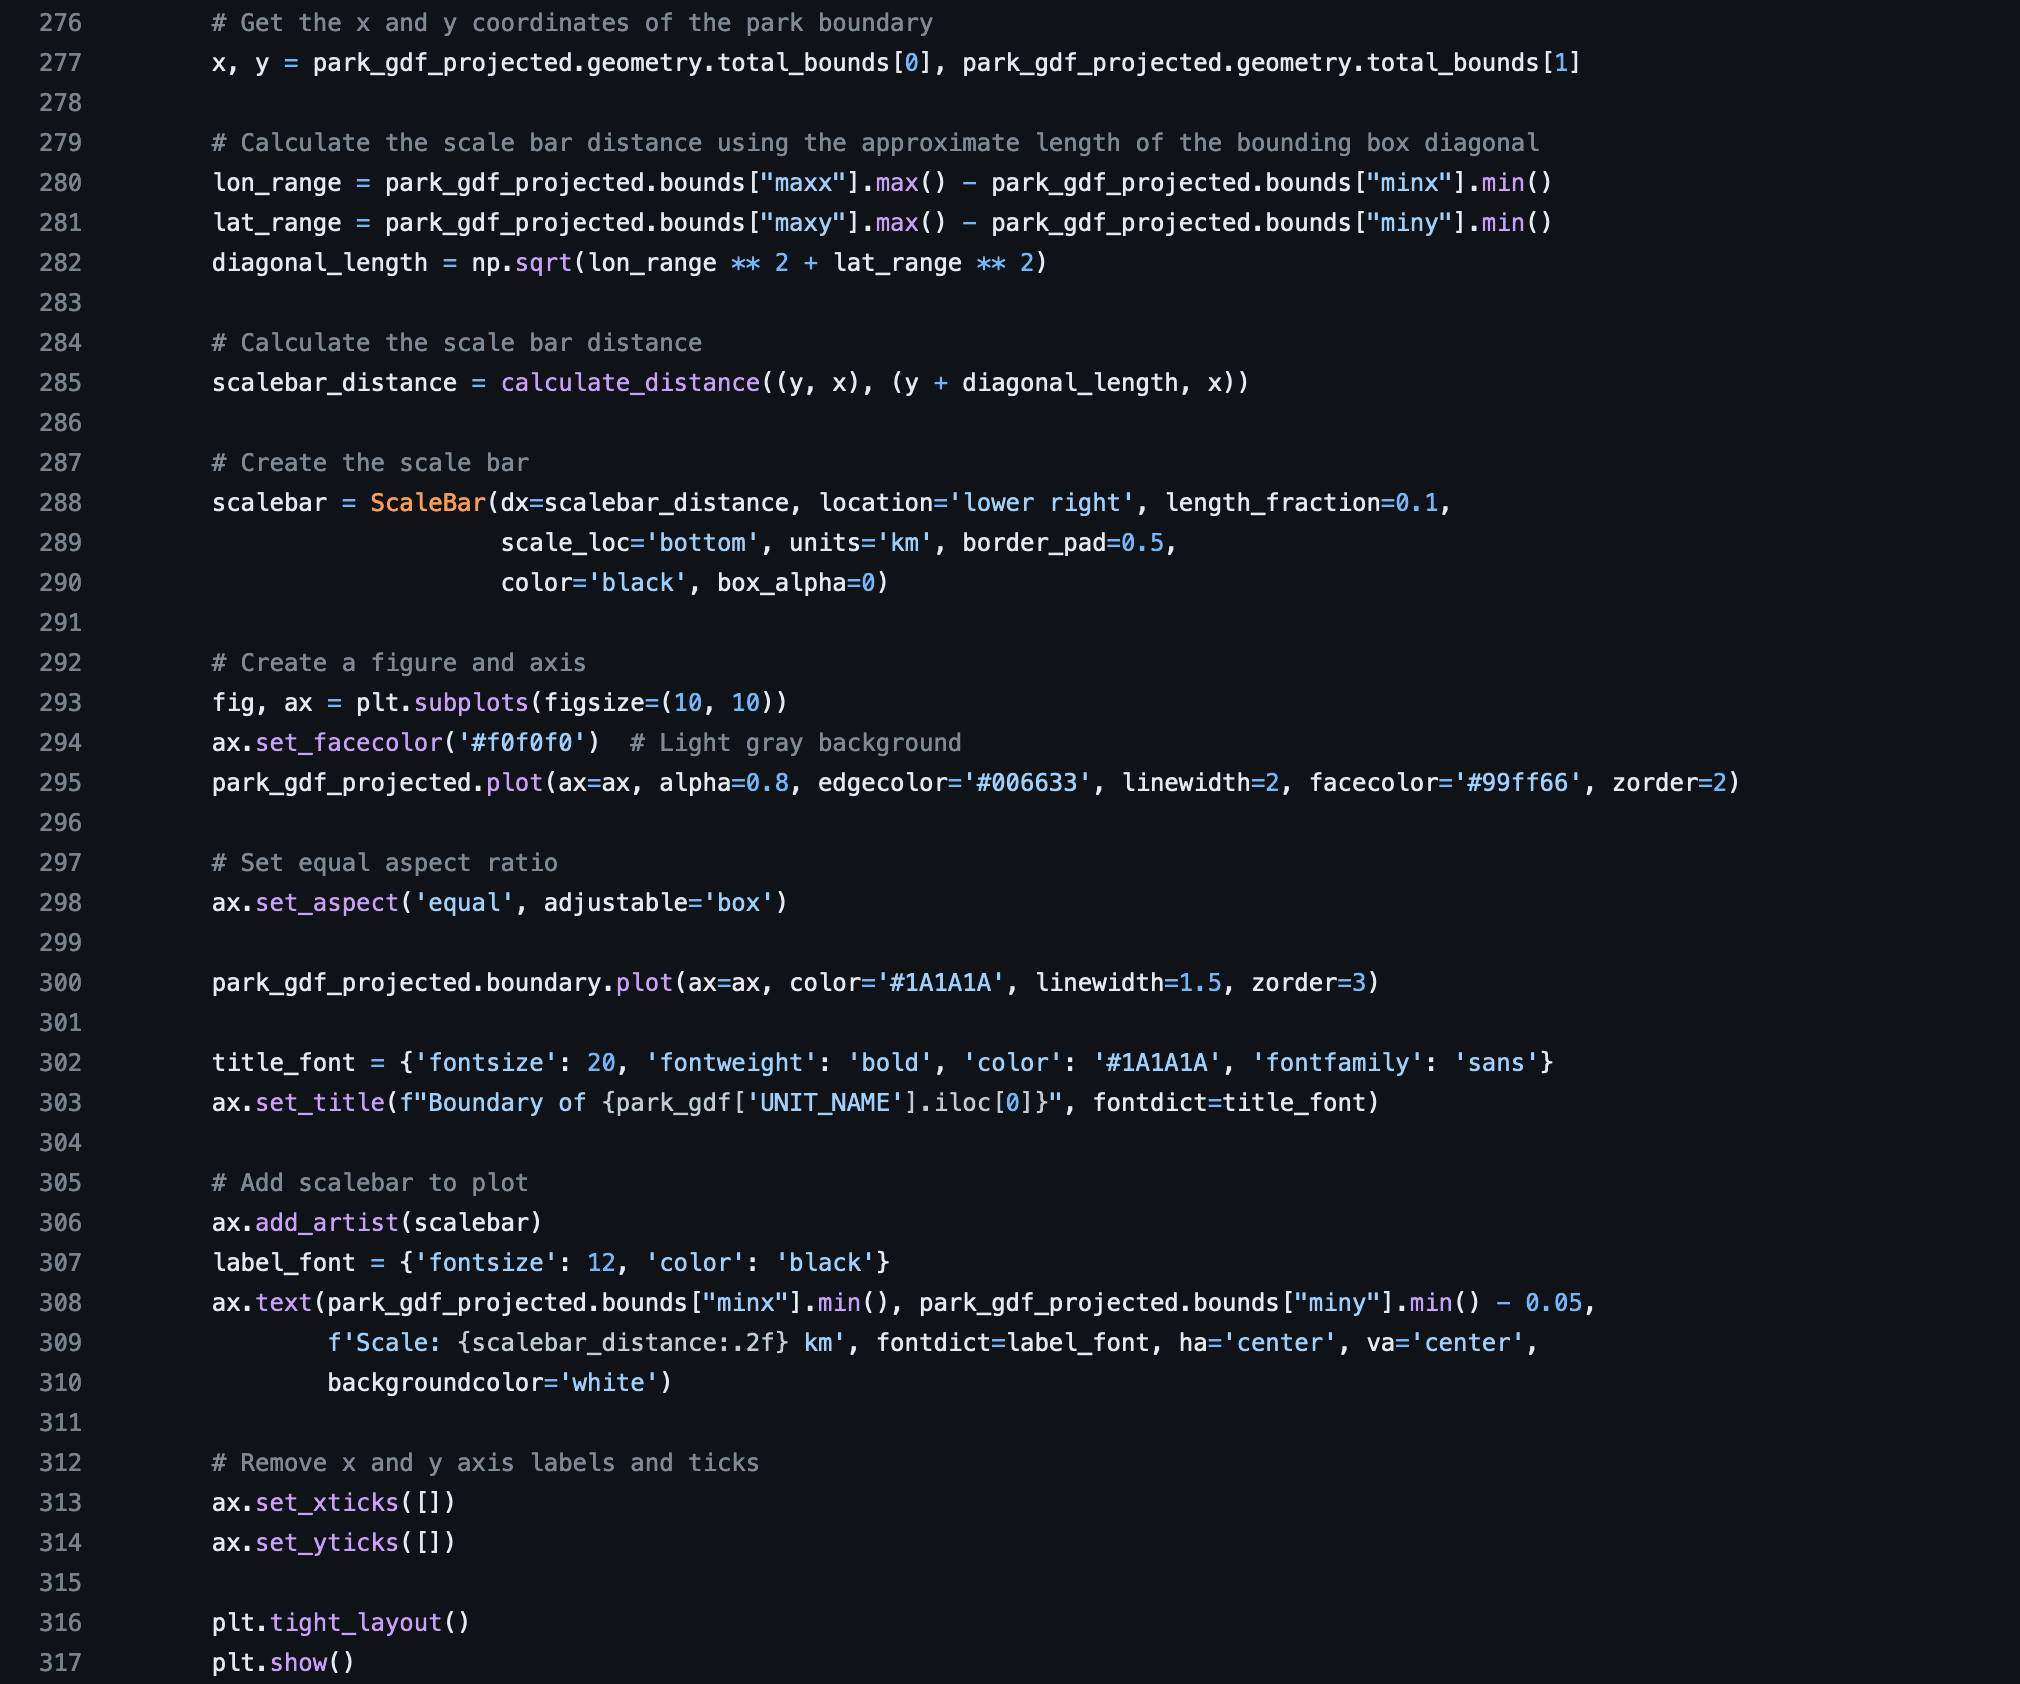 276 # Get the x and y coordinates of the park boundary
277 x, y = park_gdf_projected.geometry.total_bounds[0], park_gdf_projected.geometry.total_bounds[1]
278
279 # Calculate the scale bar distance using the approximate length of the bounding box diagonal
280 lon_range = park_gdf_projected.bounds["maxx"].max() - park_gdf_projected.bounds["minx"].min()
281 lat_range = park_gdf_projected.bounds["maxy"].max() - park_gdf_projected.bounds["miny"].min()
282 diagonal_length = np.sqrt(lon_range ** 2 + lat_range ** 2)
283
284 # Calculate the scale bar distance
285 scalebar_distance = calculate_distance((y, x), (y + diagonal_length, x))
286
287 # Create the scale bar
288 scalebar = ScaleBar(dx=scalebar_distance, location='lower right', length_fraction=0.1,
289 scale_loc='bottom', units='km', border_pad=0.5,
290 color='black', box_alpha=0)
291
292 # Create a figure and axis
293 fig, ax = plt.subplots(figsize=(10, 10))
294 ax.set_facecolor('#f0f0f0')  # Light gray background
295 park_gdf_projected.plot(ax=ax, alpha=0.8, edgecolor='#006633', linewidth=2, facecolor='#99ff66', zorder=2)
296
297 # Set equal aspect ratio
298 ax.set_aspect('equal', adjustable='box')
299
300 park_gdf_projected.boundary.plot(ax=ax, color='#1A1A1A', linewidth=1.5, zorder=3)
301
302 title_font = {'fontsize': 20, 'fontweight': 'bold', 'color': '#1A1A1A', 'fontfamily': 'sans'}
303 ax.set_title(f"Boundary of {park_gdf['UNIT_NAME'].iloc[0]}", fontdict=title_font)
304
305 # Add scalebar to plot
306 ax.add_artist(scalebar)
307 label_font = {'fontsize': 12, 'color': 'black'}
308 ax.text(park_gdf_projected.bounds["minx"].min(), park_gdf_projected.bounds["miny"].min() - 0.05,
309 f'Scale: {scalebar_distance:.2f} km', fontdict=label_font, ha='center', va='center',
310 backgroundcolor='white')
311
312 # Remove x and y axis labels and ticks
313 ax.set_xticks([])
314 ax.set_yticks([])
315
316 plt.tight_layout()
317 plt.show()